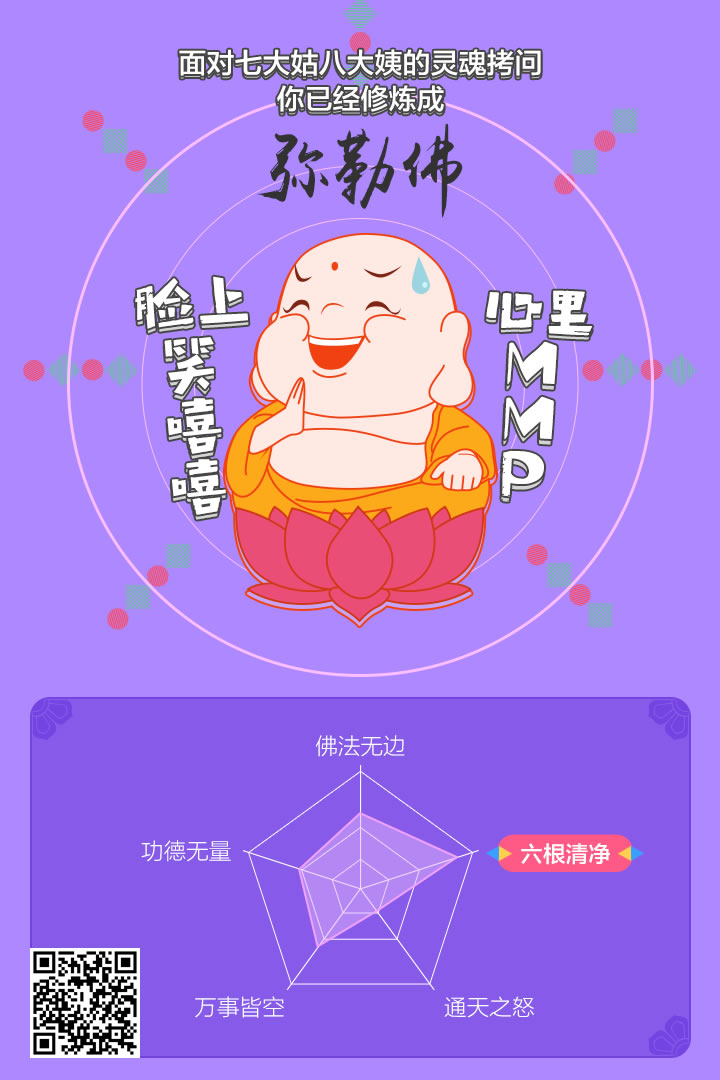 面对七大姑八大姨的灵魂拷问
你已经修炼成
弥勒佛
脸上笑嘻嘻
心里MMP
佛法无边
功德无量
六根清净
万事皆空
通天之怒